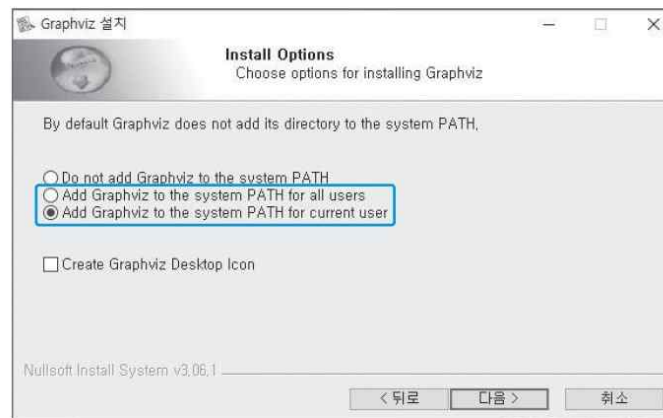 Graphviz 설치
Install Options
Choose options for installing Graphviz
By default Graphviz does not add its directory to the system PATH,
Do not add Graphviz to the system PATH
Add Graphviz to the system PATH for all users
Add Graphviz to the system PATH for current user
Create Graphviz Desktop Icon
Nullsoft Install System v3,06,1
< 뒤로 다음 > 취소